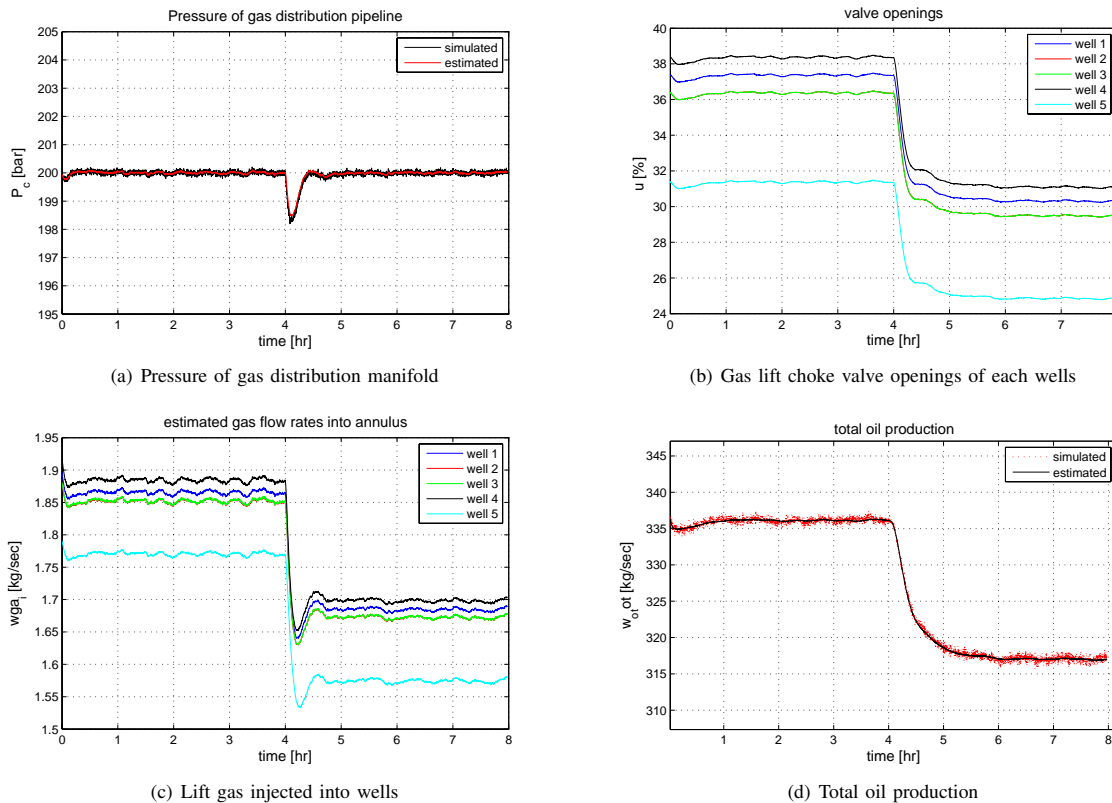 Pressure of gas distribution pipeline
205
204
203
202
201
200
199
198
197
196
195
P_c [bar]
simulated
estimated
0 1 2 3 4 5 6 7 8
time [hr]
(a) Pressure of gas distribution manifold
valve openings
40
38
36
34
32
30
28
26
24
u [%]
well 1
well 2
well 3
well 4
well 5
0 1 2 3 4 5 6 7
time [hr]
(b) Gas lift choke valve openings of each wells
estimated gas flow rates into annulus
1.95
1.9
1.85
1.8
1.75
1.7
1.65
1.6
1.55
1.5
wga_i [kg/sec]
well 1
well 2
well 3
well 4
well 5
0 1 2 3 4 5 6 7 8
time [hr]
(c) Lift gas injected into wells
total oil production
345
340
335
330
325
320
315
310
w_ot ot [kg/sec]
simulated
estimated
1 2 3 4 5 6 7 8
time [hr]
(d) Total oil production